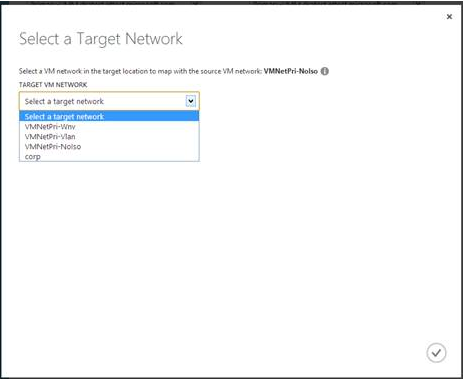 Select a Target Network
Select a VM network in the target location to map with the source VM network: VMNetPri-NoIso
TARGET VM NETWORK
Select a target network
Select a target network
VMNetPri-Wnv
VMNetPri-Vlan
VMNetPri-NoIso
corp